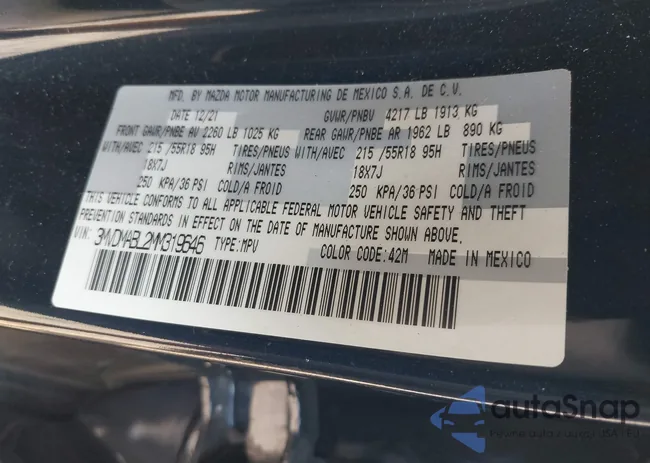 MFD. BY MAZDA MOTOR MANUFACTURING DE MEXICO S.A. DE C.V.
DATE 12/21 GVWR/PNBV 4217 LB 1913 KG
FRONT GAWR/PNBE AV 2260 LB 1025 KG REAR GAWR/PNBE AR 1962 LB 890 KG
WITH/AVEC 215 /55R18 95H TIRES/PNEUS WITH/AVEC 215 /55R18 95H TIRES/PNEUS
18X7J RIMS/JANTES 18X7J RIMS/JANTES
250 KPA/36 PSI COLD/A FROID 250 KPA/36 PSI COLD/A FROID
THIS VEHICLE CONFORMS TO ALL APPLICABLE FEDERAL MOTOR VEHICLE SAFETY AND THEFT
PREVENTION STANDARDS IN EFFECT ON THE DATE OF MANUFACTURE SHOWN ABOVE.
VIN: 3MVDMABL2NM319646 TYPE:MPV
COLOR CODE:42M MADE IN MEXICO
autoSnap